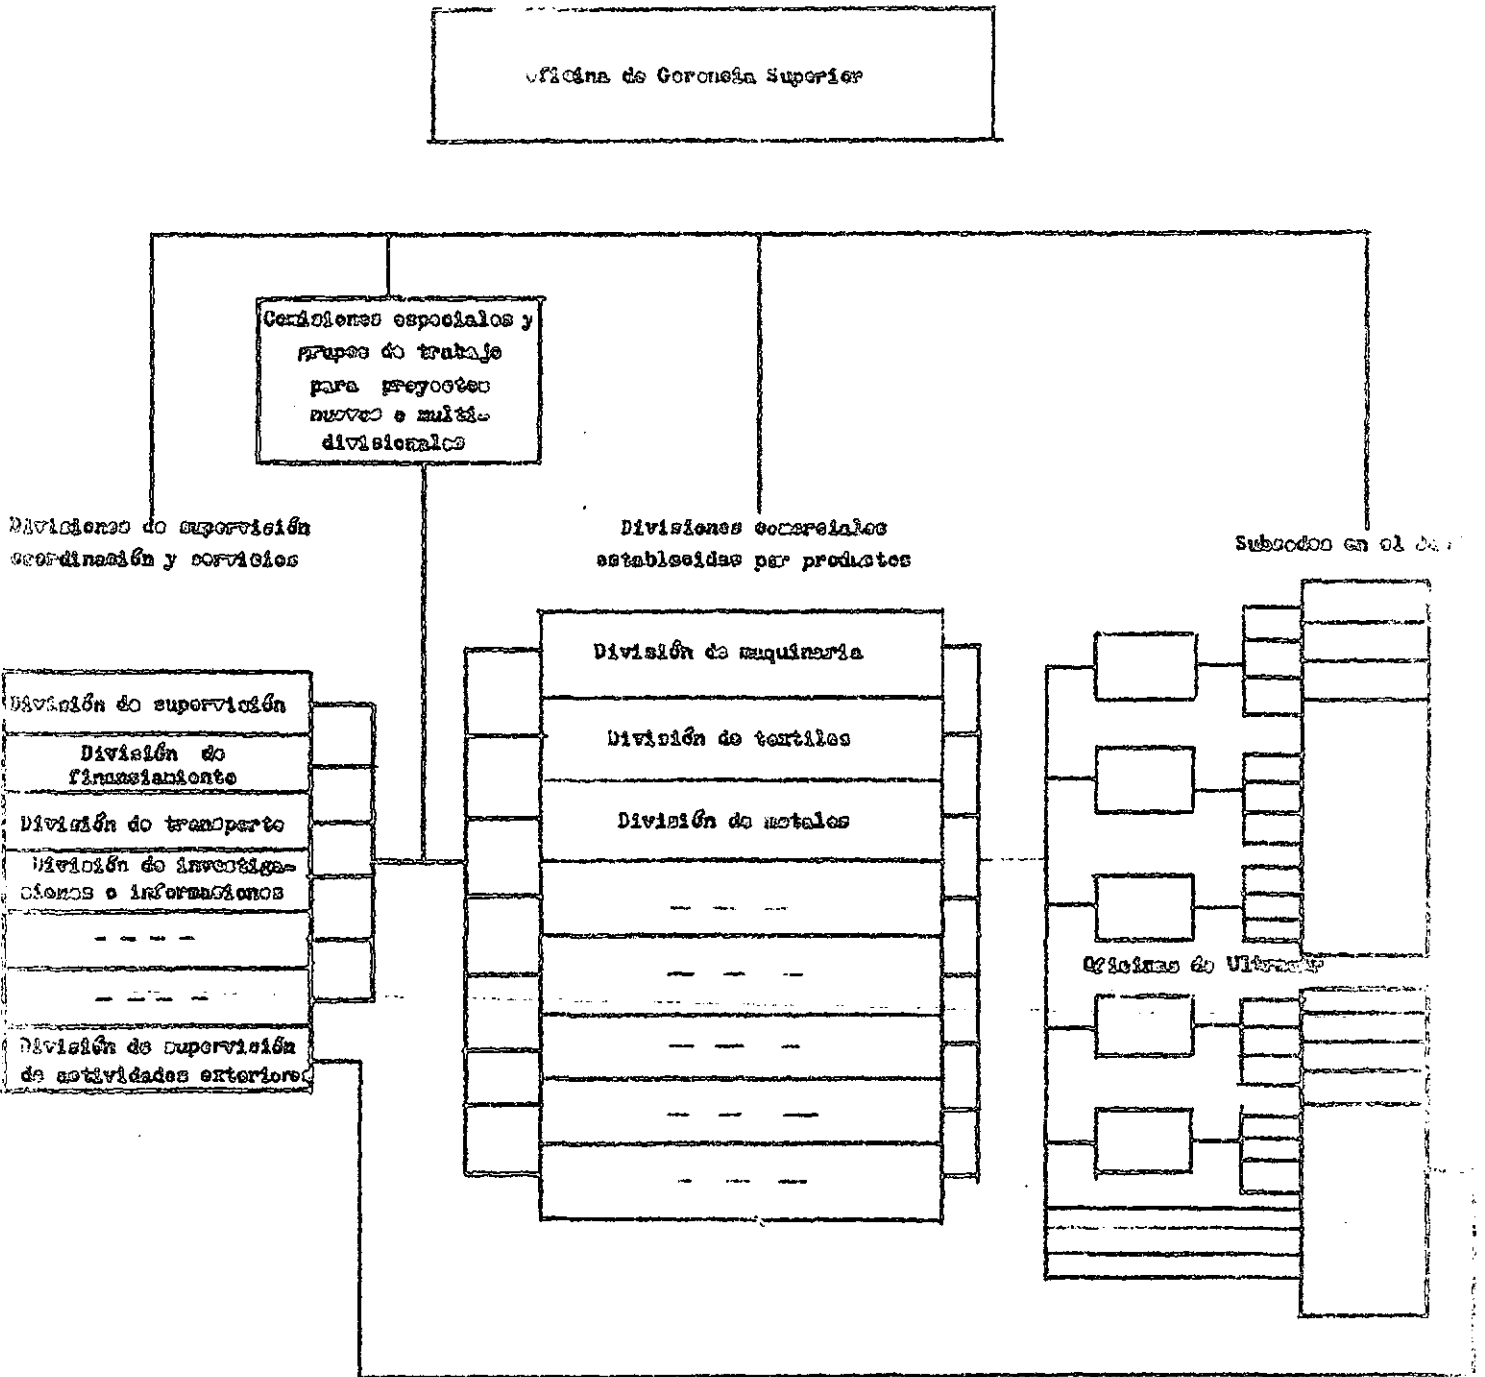 Oficina de Gerencia Superior
Comisiones especiales y
grupos de trabajo
para proyectos
nuevos o multi-
divisionales
Divisiones de supervisión
coordinación y servicios
Divisiones comerciales
establecidas por productos
Subsedes en el
División de supervisión
División de
financiamiento
División de transporte
División de investiga-
ciones e informaciones
- - - -
- - - -
División de supervisión
de actividades exteriores
División de maquinaria
División de textiles
División de metales
- - -
- - -
- - -
- - -
- - -
Oficinas de Ultramar